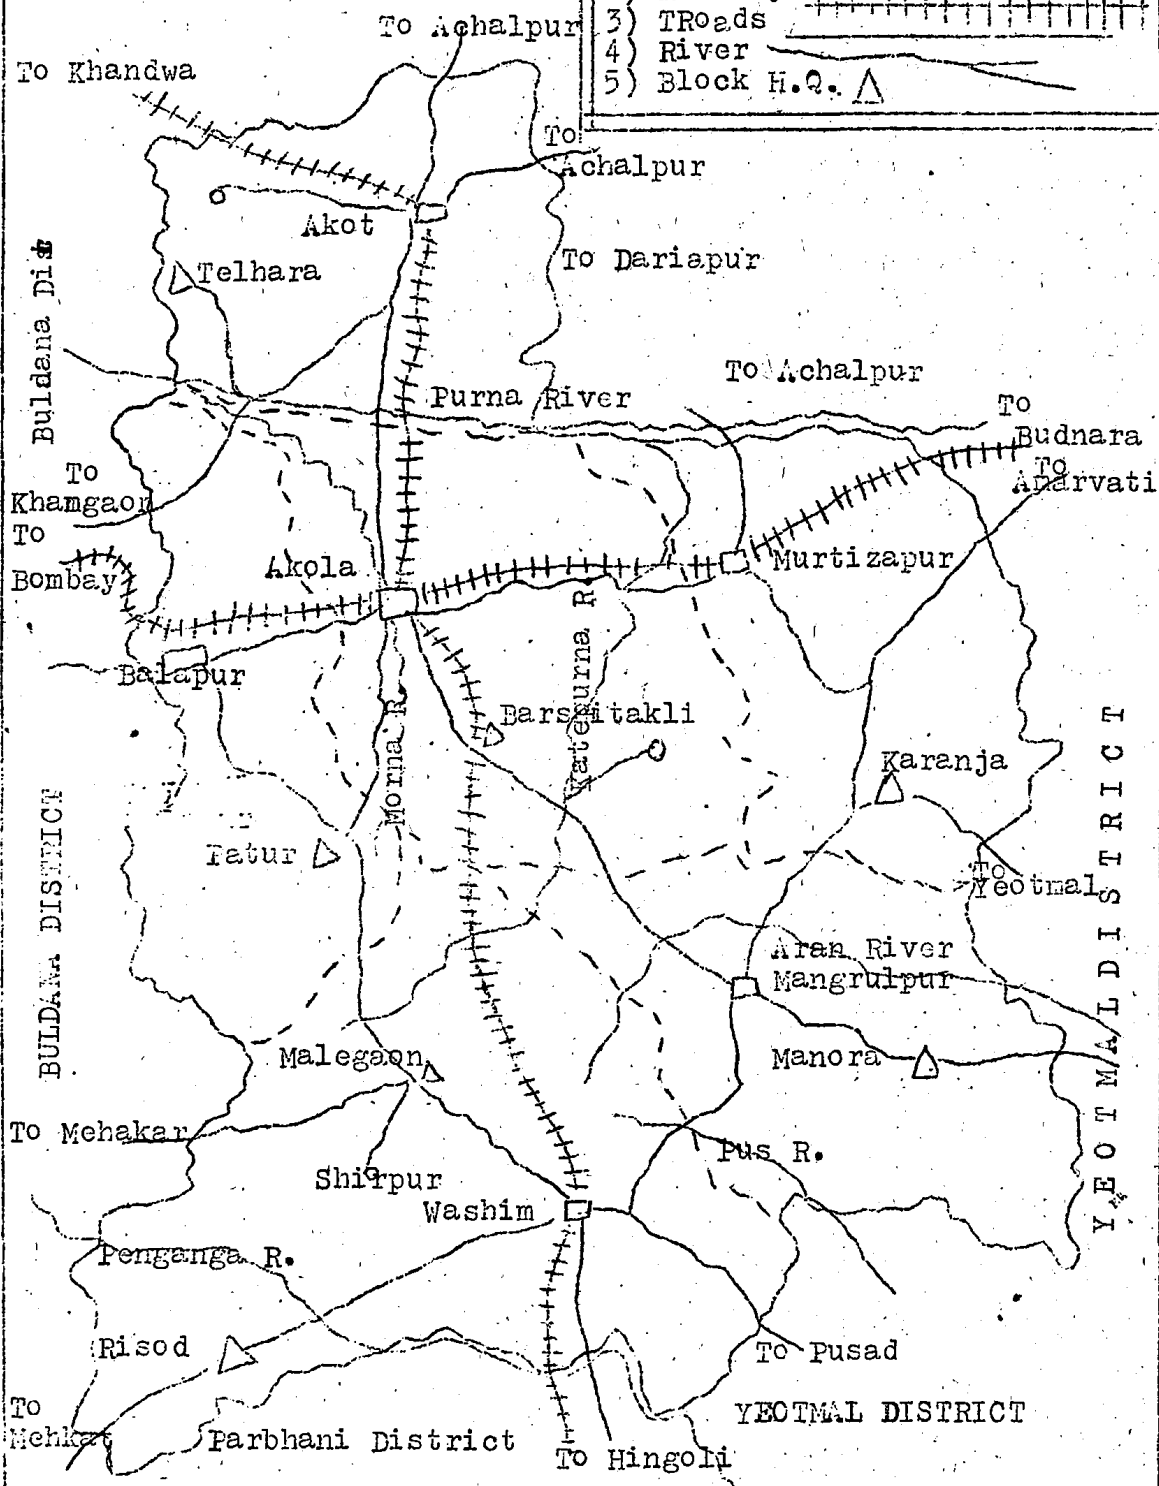 To Achalpur
3) TRoads
4) River
5) Block H.Q.
To Khandwa
To
Achalpur
Akot
To Dariapur
Telhara
Buldana Dist
To Achalpur
Purna River
To
Budnara
To
Amarvati
To
Khamgaon
To
Bombay
Akola
Murtizapur
Katepurna R.
Balapur
Morna R.
Barshitakli
Karanja
Patur
To
Yeotmal
BULDANA DISTRICT
YEOTMAL DISTRICT
Aran River
Mangrulpur
Malegaon
Manora
To Mehakar
Shirpur
Pus R.
Washim
Penganga R.
Risod
To Pusad
To
Mehkar
Parbhani District
YEOTMAL DISTRICT
To Hingoli